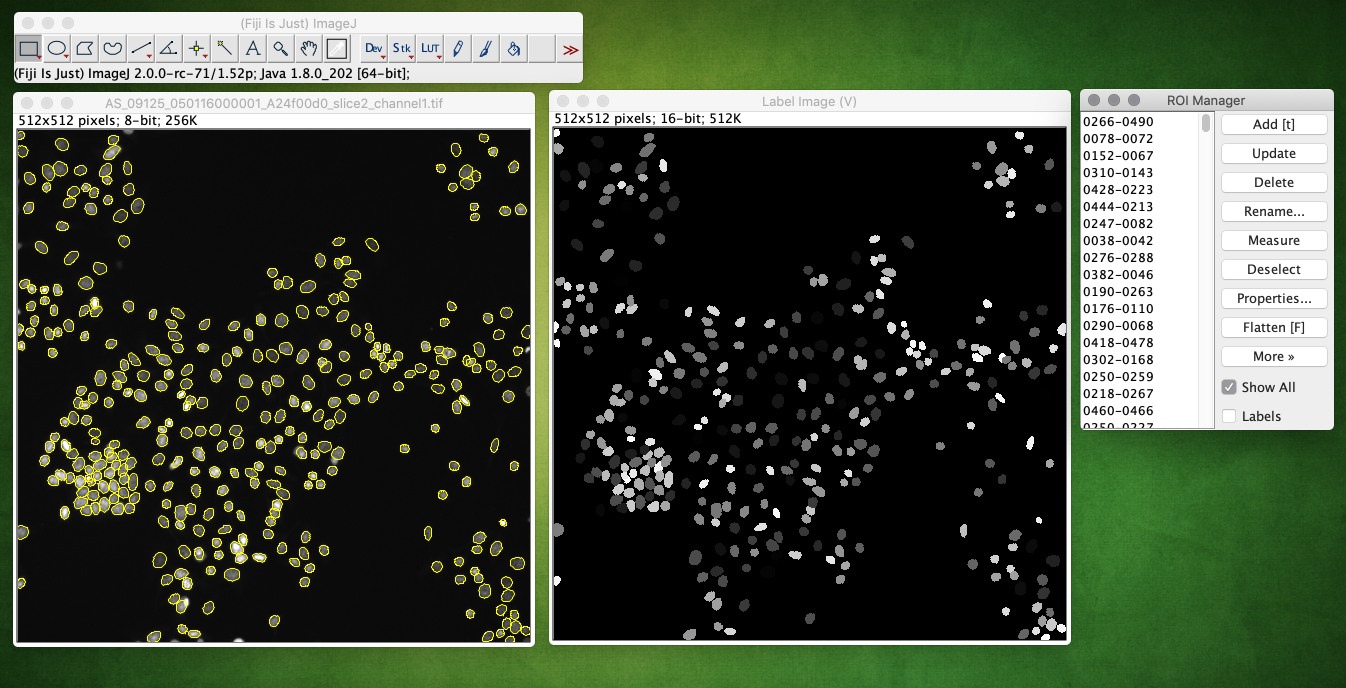 (Fiji Is Just) ImageJ
Dev Stk LUT
(Fiji Is Just) ImageJ 2.0.0-rc-71/1.52p; Java 1.8.0_202 [64-bit];
AS_09125_050116000001_A24f00d0_slice2_channel1.tif
512x512 pixels; 8-bit; 256K
Label Image (V)
512x512 pixels; 16-bit; 512K
ROI Manager
0266-0490
0078-0072
0152-0067
0310-0143
0428-0223
0444-0213
0247-0082
0038-0042
0276-0288
0382-0046
0190-0263
0176-0110
0290-0068
0418-0478
0302-0168
0250-0259
0218-0267
0460-0466
Add [t]
Update
Delete
Rename...
Measure
Deselect
Properties...
Flatten [F]
More »
Show All
Labels